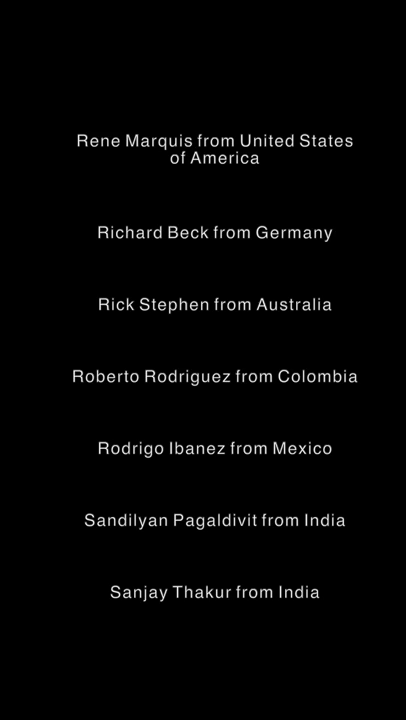 Rene Marquis from United States
of America
Richard Beck from Germany
Rick Stephen from Australia
Roberto Rodriguez from Colombia
Rodrigo Ibanez from Mexico
Sandilyan Pagaldivit from India
Sanjay Thakur from India